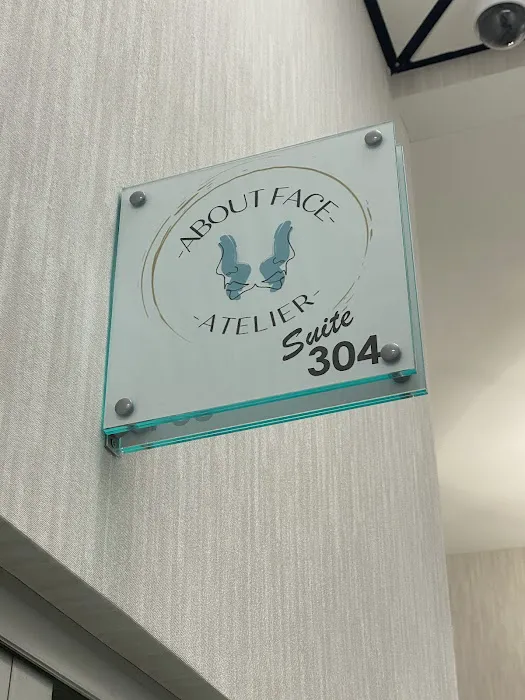 -ABOUT FACE-
-ATELIER-
Suite
304